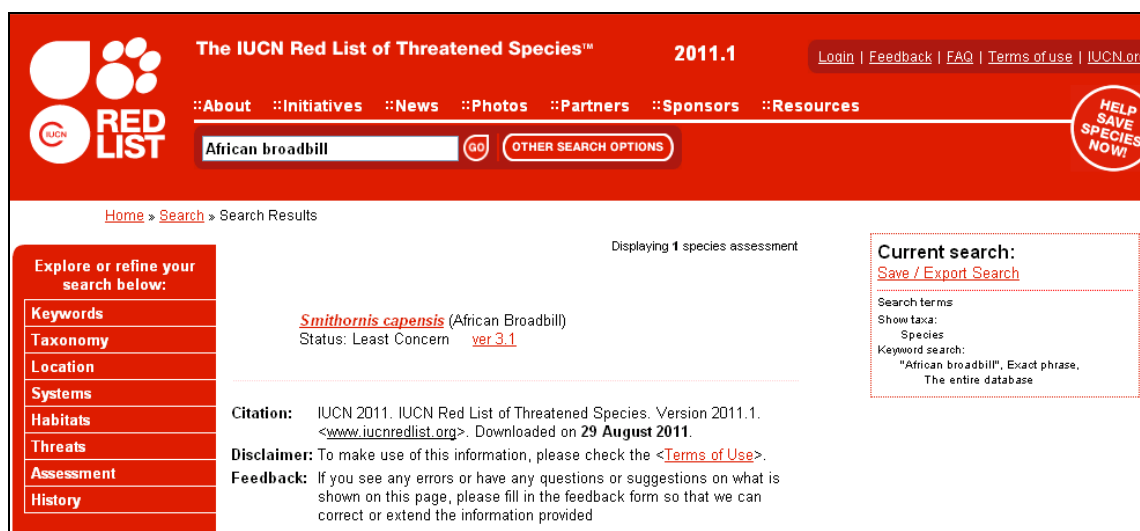 The IUCN Red List of Threatened Species™
2011.1
Login | Feedback | FAQ | Terms of use | IUCN.or
::About ::Initiatives ::News ::Photos ::Partners ::Sponsors ::Resources
IUCN
RED
LIST
African broadbill
GO
OTHER SEARCH OPTIONS
HELP
SAVE
SPECIES
NOW!
Home » Search » Search Results
Displaying 1 species assessment
Explore or refine your
search below:
Keywords
Taxonomy
Location
Systems
Habitats
Threats
Assessment
History
Smithornis capensis (African Broadbill)
Status: Least Concern ver 3.1
Citation: IUCN 2011. IUCN Red List of Threatened Species. Version 2011.1.
<www.iucnredlist.org>. Downloaded on 29 August 2011.
Disclaimer: To make use of this information, please check the <Terms of Use>.
Feedback: If you see any errors or have any questions or suggestions on what is
shown on this page, please fill in the feedback form so that we can
correct or extend the information provided
Current search:
Save / Export Search
Search terms
Show taxa:
Species
Keyword search:
"African broadbill", Exact phrase,
The entire database